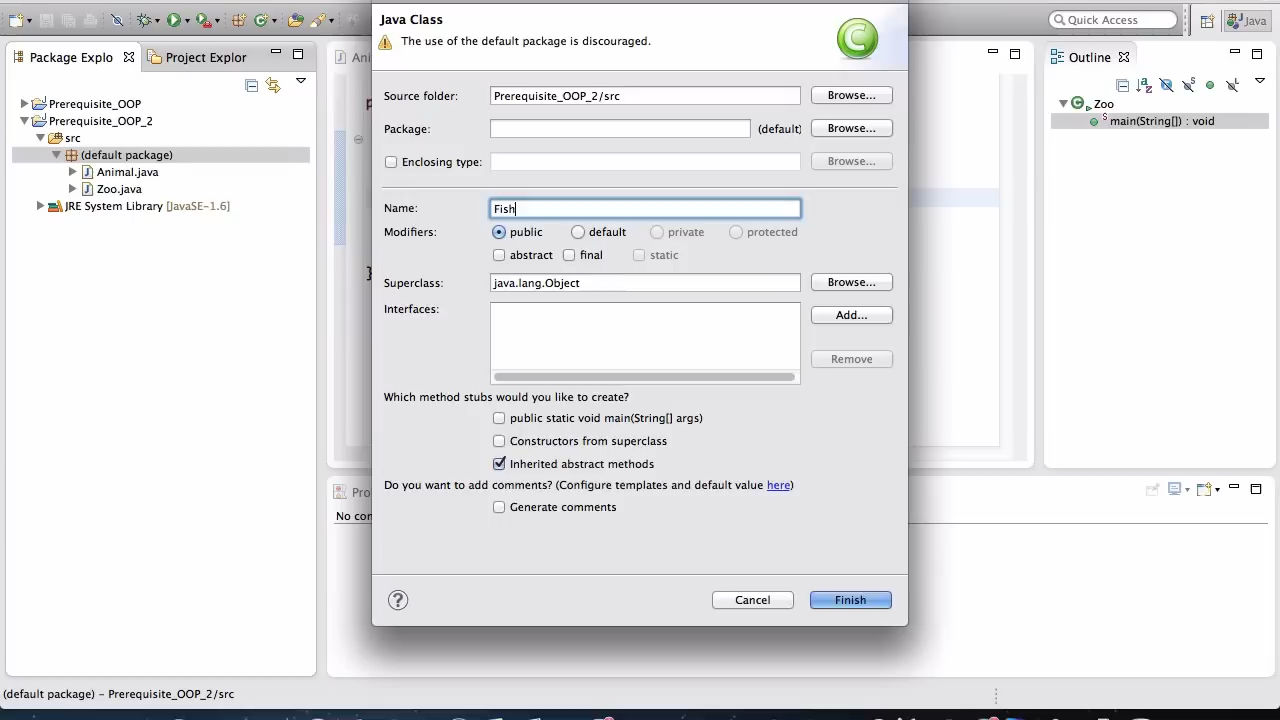 Java Class
The use of the default package is discouraged.
Quick Access
Java
Package Explo
Project Explor
Ani
Outline
Prerequisite_OOP
Prerequisite_OOP_2
src
(default package)
Animal.java
Zoo.java
JRE System Library [JavaSE-1.6]
Source folder:
Prerequisite_OOP_2/src
Browse...
Package:
(default)
Browse...
Enclosing type:
Browse...
Name:
Fish
Modifiers:
public
default
private
protected
abstract
final
static
Superclass:
java.lang.Object
Browse...
Interfaces:
Add...
Remove
Which method stubs would you like to create?
public static void main(String[] args)
Constructors from superclass
Inherited abstract methods
Do you want to add comments? (Configure templates and default value here)
Generate comments
Cancel
Finish
p
}
Zoo
main(String[]) : void
Pro
No con
(default package) – Prerequisite_OOP_2/src